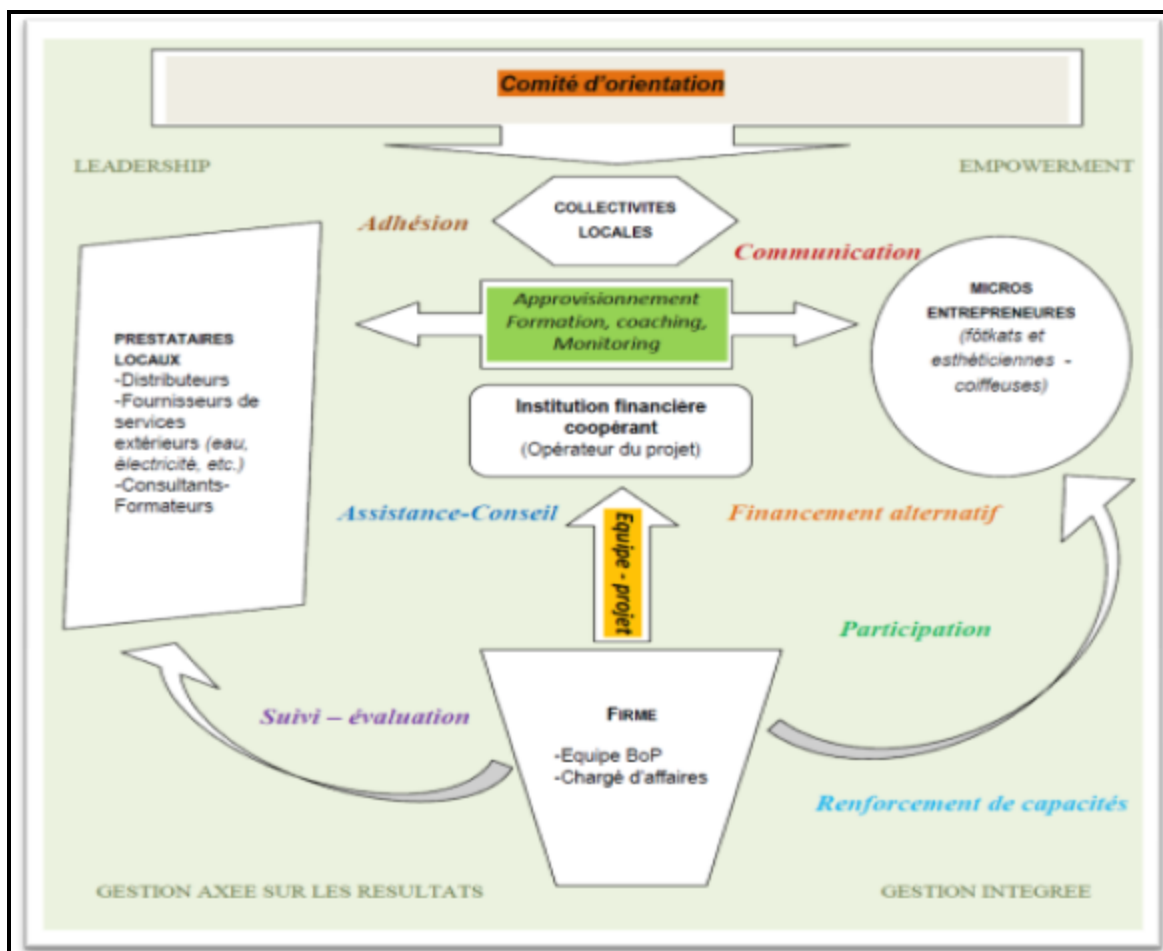 Comité d'orientation
LEADERSHIP
EMPOWERMENT
COLLECTIVITES
LOCALES
Adhésion
Communication
Approvisionnement
Formation, coaching,
Monitoring
MICROS
ENTREPRENEURES
(fôtkats et
esthéticiennes -
coiffeuses)
PRESTATAIRES
LOCAUX
-Distributeurs
-Fournisseurs de
services
extérieurs (eau,
électricité, etc.)
-Consultants-
Formateurs
Institution financière
coopérant
(Opérateur du projet)
Assistance-Conseil
Financement alternatif
Equipe - projet
Participation
Suivi – évaluation
FIRME
-Equipe BoP
-Chargé d'affaires
Renforcement de capacités
GESTION AXEE SUR LES RESULTATS
GESTION INTEGREE